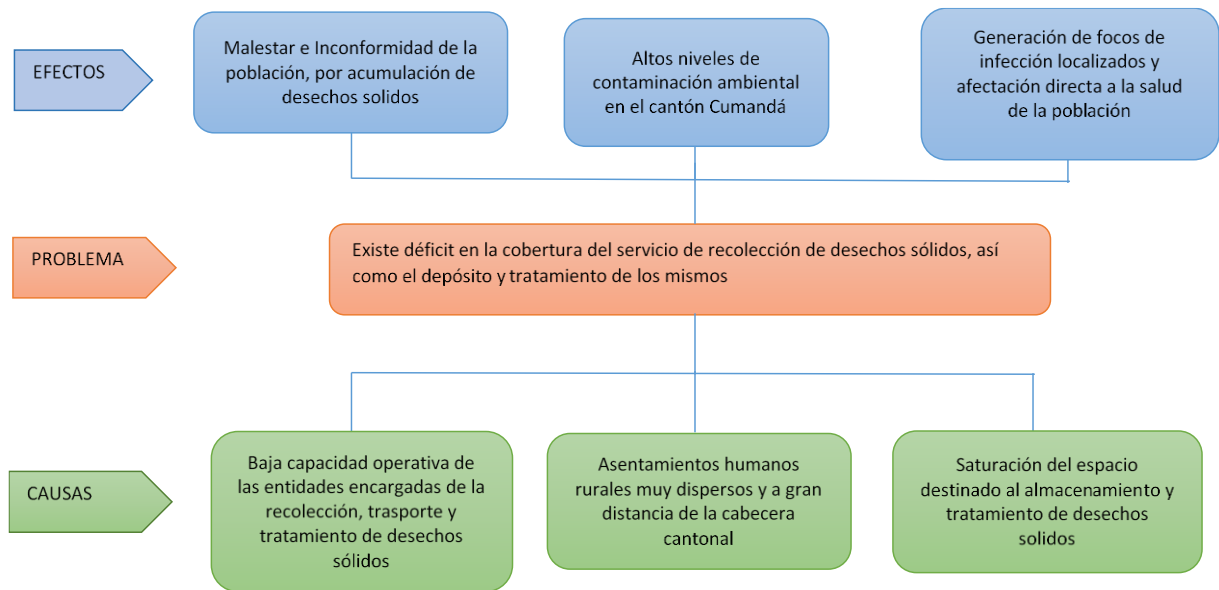 EFECTOS
Malestar e Inconformidad de la
población, por acumulación de
desechos solidos
Altos niveles de
contaminación ambiental
en el cantón Cumandá
Generación de focos de
infección localizados y
afectación directa a la salud
de la población
PROBLEMA
Existe déficit en la cobertura del servicio de recolección de desechos sólidos, así
como el depósito y tratamiento de los mismos
CAUSAS
Baja capacidad operativa de
las entidades encargadas de la
recolección, trasporte y
tratamiento de desechos
sólidos
Asentamientos humanos
rurales muy dispersos y a gran
distancia de la cabecera
cantonal
Saturación del espacio
destinado al almacenamiento y
tratamiento de desechos
solidos